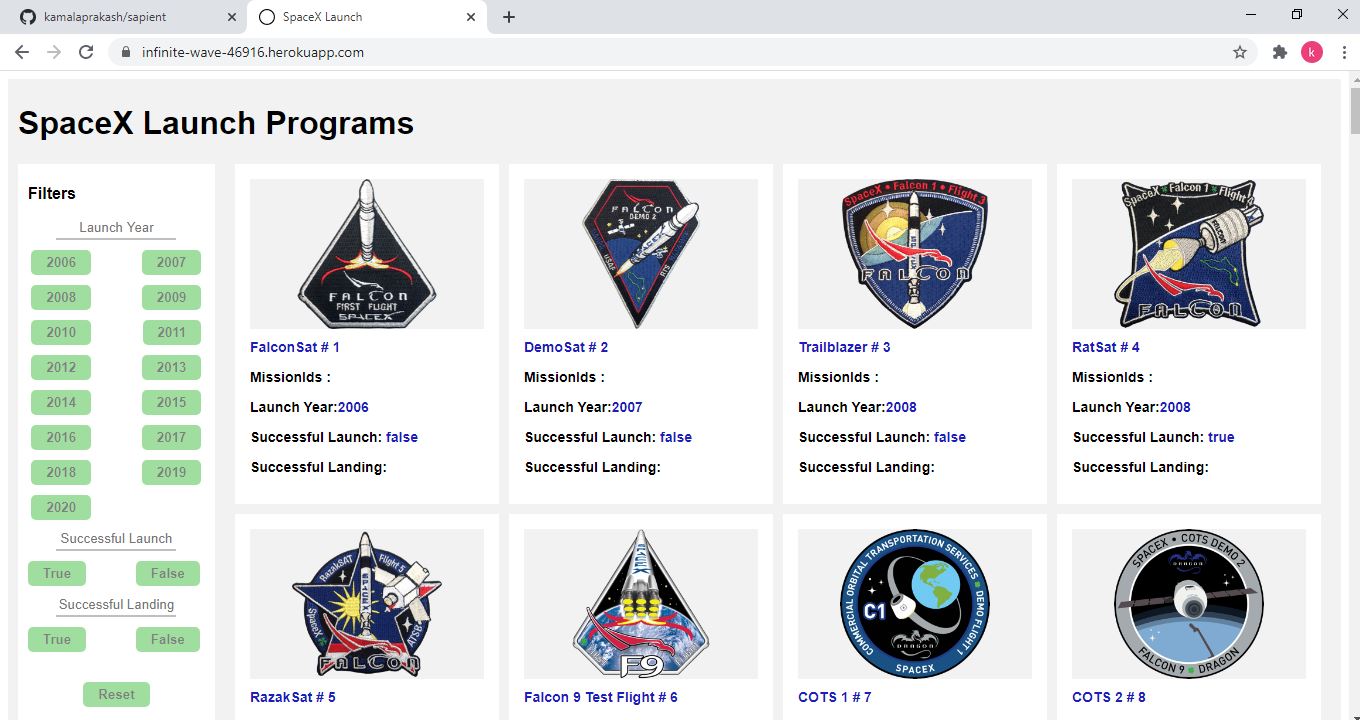 kamalaprakash/sapient
SpaceX Launch
infinite-wave-46916.herokuapp.com
k
SpaceX Launch Programs
Filters
Launch Year
2006 2007
2008 2009
2010 2011
2012 2013
2014 2015
2016 2017
2018 2019
2020
Successful Launch
True False
Successful Landing
True False
Reset
FALCON
FIRST FLIGHT
SPACEX
FalconSat # 1
MissionIds :
Launch Year:2006
Successful Launch: false
Successful Landing:
FALCON
DEMO 2
SPACEX
USAF
DemoSat # 2
MissionIds :
Launch Year:2007
Successful Launch: false
Successful Landing:
SpaceX • Falcon 1 • Flight 3
FALCON
Trailblazer # 3
MissionIds :
Launch Year:2008
Successful Launch: false
Successful Landing:
SpaceX Falcon 1 Flight
FALCON
FALCON
RatSat # 4
MissionIds :
Launch Year:2008
Successful Launch: true
Successful Landing:
RazakSAT
Flight 5
SPACEX
SpaceX
ATSB
FALCON
RazakSat # 5
SPACEX
F9
Falcon 9 Test Flight # 6
COMMERCIAL ORBITAL TRANSPORTATION SERVICES • DEMO FLIGHT 1
C1
DRAGON
SPACEX
COTS 1 # 7
SPACEX • COTS DEMO 2
DRAGON
FALCON 9 • DRAGON
COTS 2 # 8